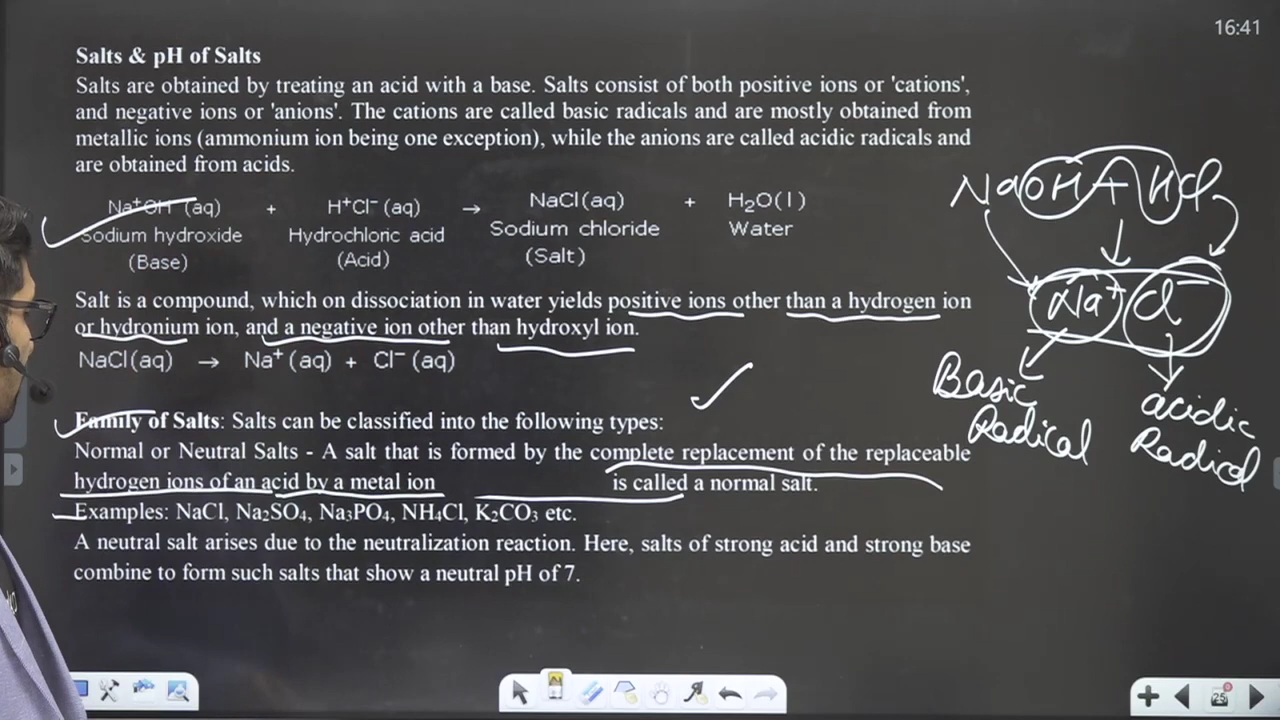 16:41
Salts & pH of Salts
Salts are obtained by treating an acid with a base. Salts consist of both positive ions or 'cations',
and negative ions or 'anions'. The cations are called basic radicals and are mostly obtained from
metallic ions (ammonium ion being one exception), while the anions are called acidic radicals and
are obtained from acids.
Na⁺OH⁻ (aq) + H⁺Cl⁻ (aq) → NaCl(aq) + H₂O(l)
Sodium hydroxide Hydrochloric acid Sodium chloride Water
(Base) (Acid) (Salt)
Salt is a compound, which on dissociation in water yields positive ions other than a hydrogen ion
or hydronium ion, and a negative ion other than hydroxyl ion.
NaCl(aq) → Na⁺ (aq) + Cl⁻ (aq)
Family of Salts: Salts can be classified into the following types:
Normal or Neutral Salts - A salt that is formed by the complete replacement of the replaceable
hydrogen ions of an acid by a metal ion is called a normal salt.
Examples: NaCl, Na₂SO₄, Na₃PO₄, NH₄Cl, K₂CO₃ etc.
A neutral salt arises due to the neutralization reaction. Here, salts of strong acid and strong base
combine to form such salts that show a neutral pH of 7.
NaOH + HCl
Na⁺ Cl⁻
Basic
Radical
acidic
Radical
25